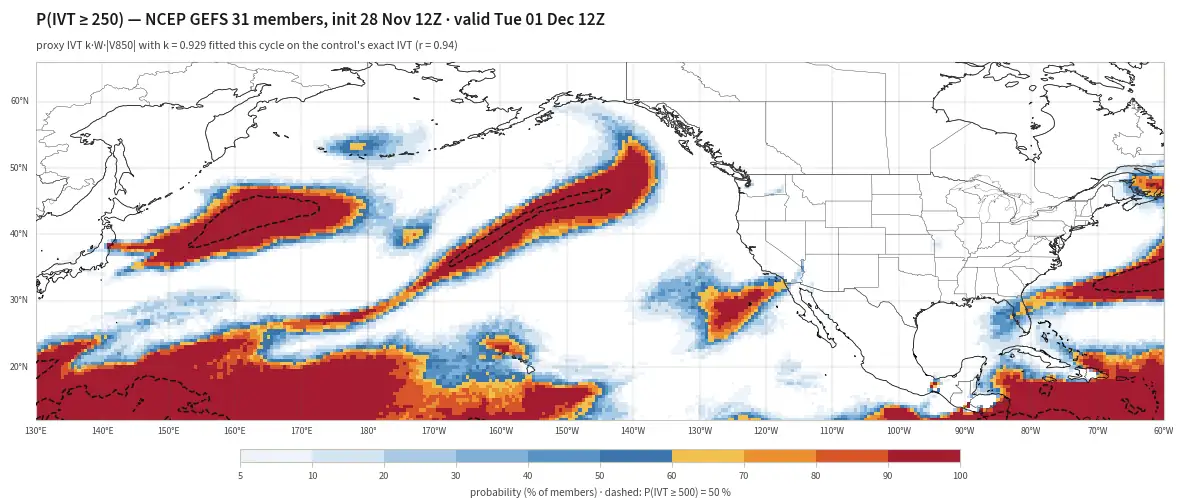 P(IVT ≥ 250) — NCEP GEFS 31 members, init 28 Nov 12Z · valid Tue 01 Dec 12Z
proxy IVT k·W·|V850| with k = 0.929 fitted this cycle on the control's exact IVT (r = 0.94)
60°N
50°N
40°N
30°N
20°N
130°E 140°E 150°E 160°E 170°E 180° 170°W 160°W 150°W 140°W 130°W 120°W 110°W 100°W 90°W 80°W 70°W 60°W
5 10 20 30 40 50 60 70 80 90 100
probability (% of members) · dashed: P(IVT ≥ 500) = 50 %